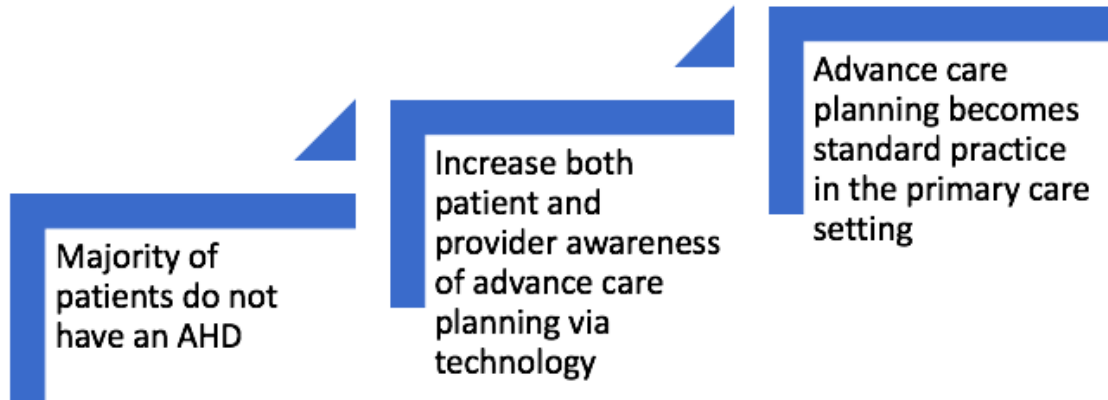 Majority of
patients do not
have an AHD
Increase both
patient and
provider awareness
of advance care
planning via
technology
Advance care
planning becomes
standard practice
in the primary care
setting